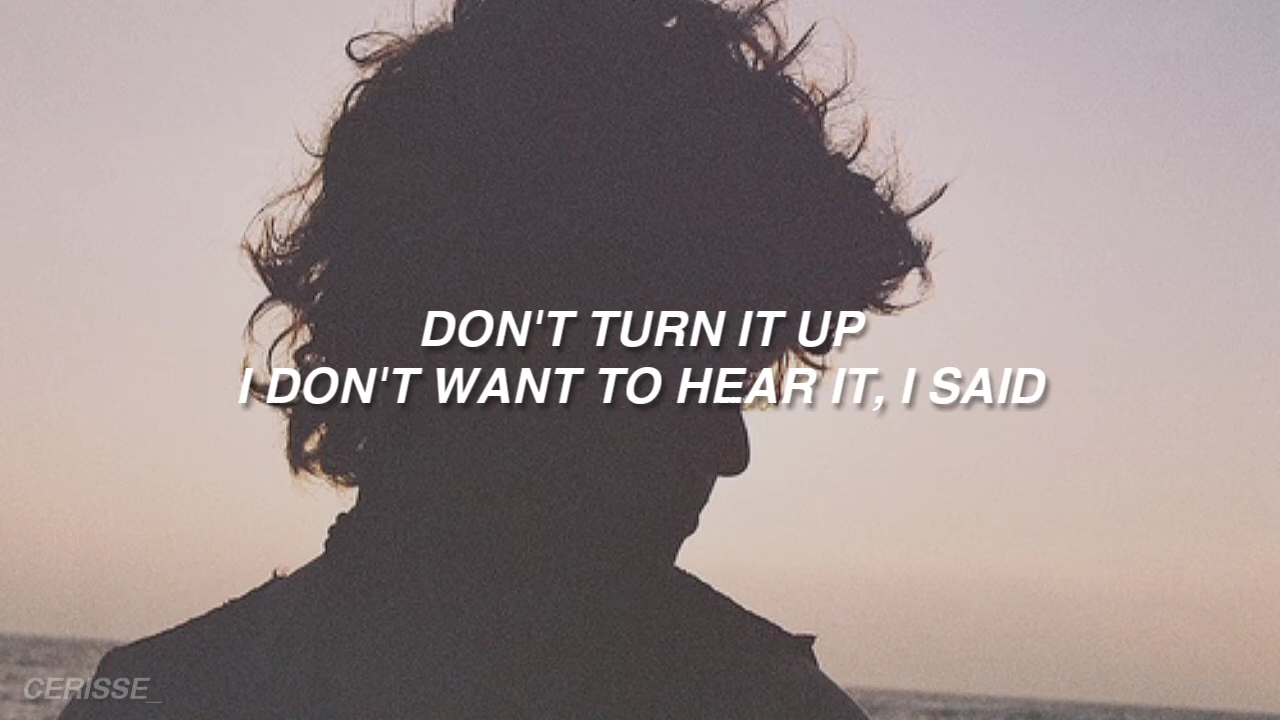 DON'T TURN IT UP
I DON'T WANT TO HEAR IT, I SAID
CERISSE_